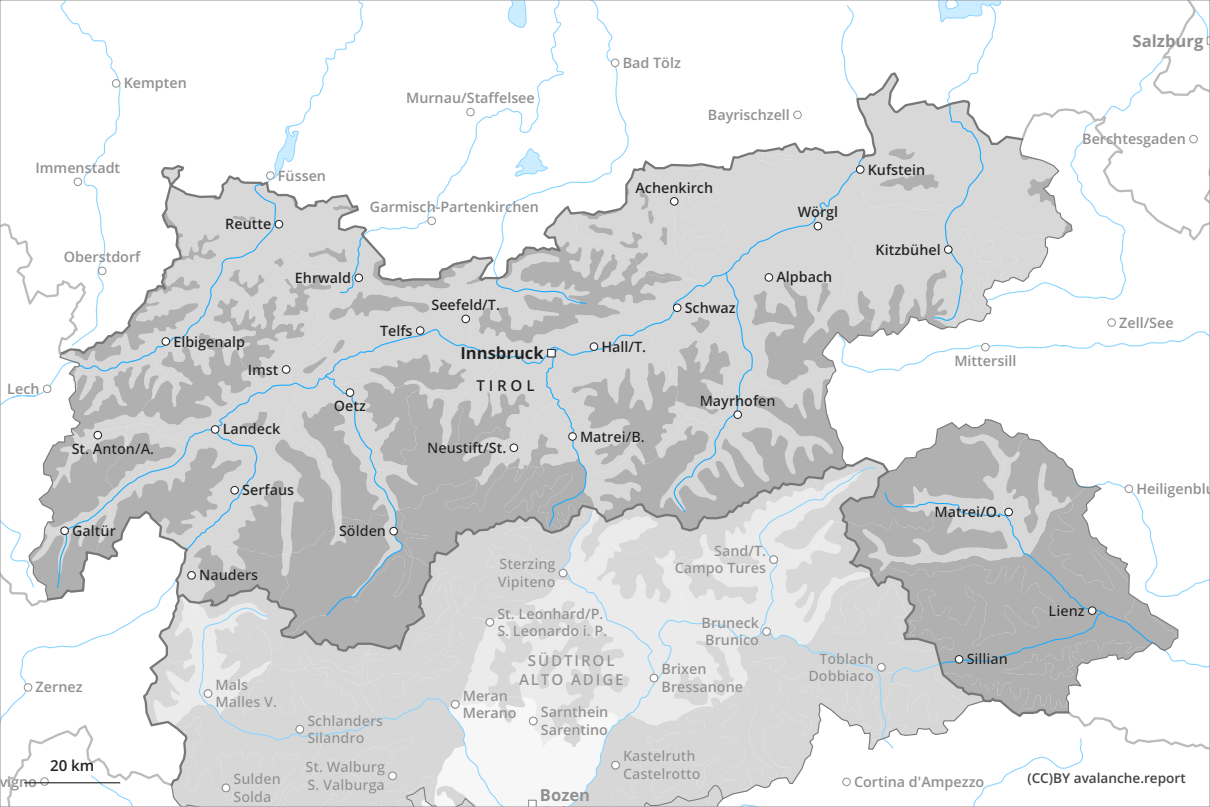 Salzburg
Bad Tölz
Kempten
Murnau/Staffelsee
Bayrischzell
Berchtesgaden
Immenstadt
Füssen
Kufstein
Achenkirch
Garmisch-Partenkirchen
Wörgl
Reutte
Kitzbühel
Oberstdorf
Ehrwald
Alpbach
Seefeld/T.
Schwaz
Zell/See
Telfs
Elbigenalp
Innsbruck
Hall/T.
Mittersill
Imst
TIROL
Lech
Oetz
Mayrhofen
Landeck
Matrei/B.
St. Anton/A.
Neustift/St.
Serfaus
Heiligenblu
Matrei/O.
Galtür
Sölden
Sand/T.
Campo Tures
Sterzing
Vipiteno
Nauders
Lienz
St. Leonhard/P.
S. Leonardo i. P.
Bruneck
Brunico
SÜDTIROL
ALTO ADIGE
Toblach
Dobbiaco
Sillian
Brixen
Bressanone
Zernez
Mals
Malles V.
Meran
Merano
Sarnthein
Sarentino
Schlanders
Silandro
Kastelruth
Castelrotto
20 km
St. Walburg
S. Valburga
vigno
Sulden
Solda
Cortina d'Ampezzo
(CC)BY avalanche.report
Bozen